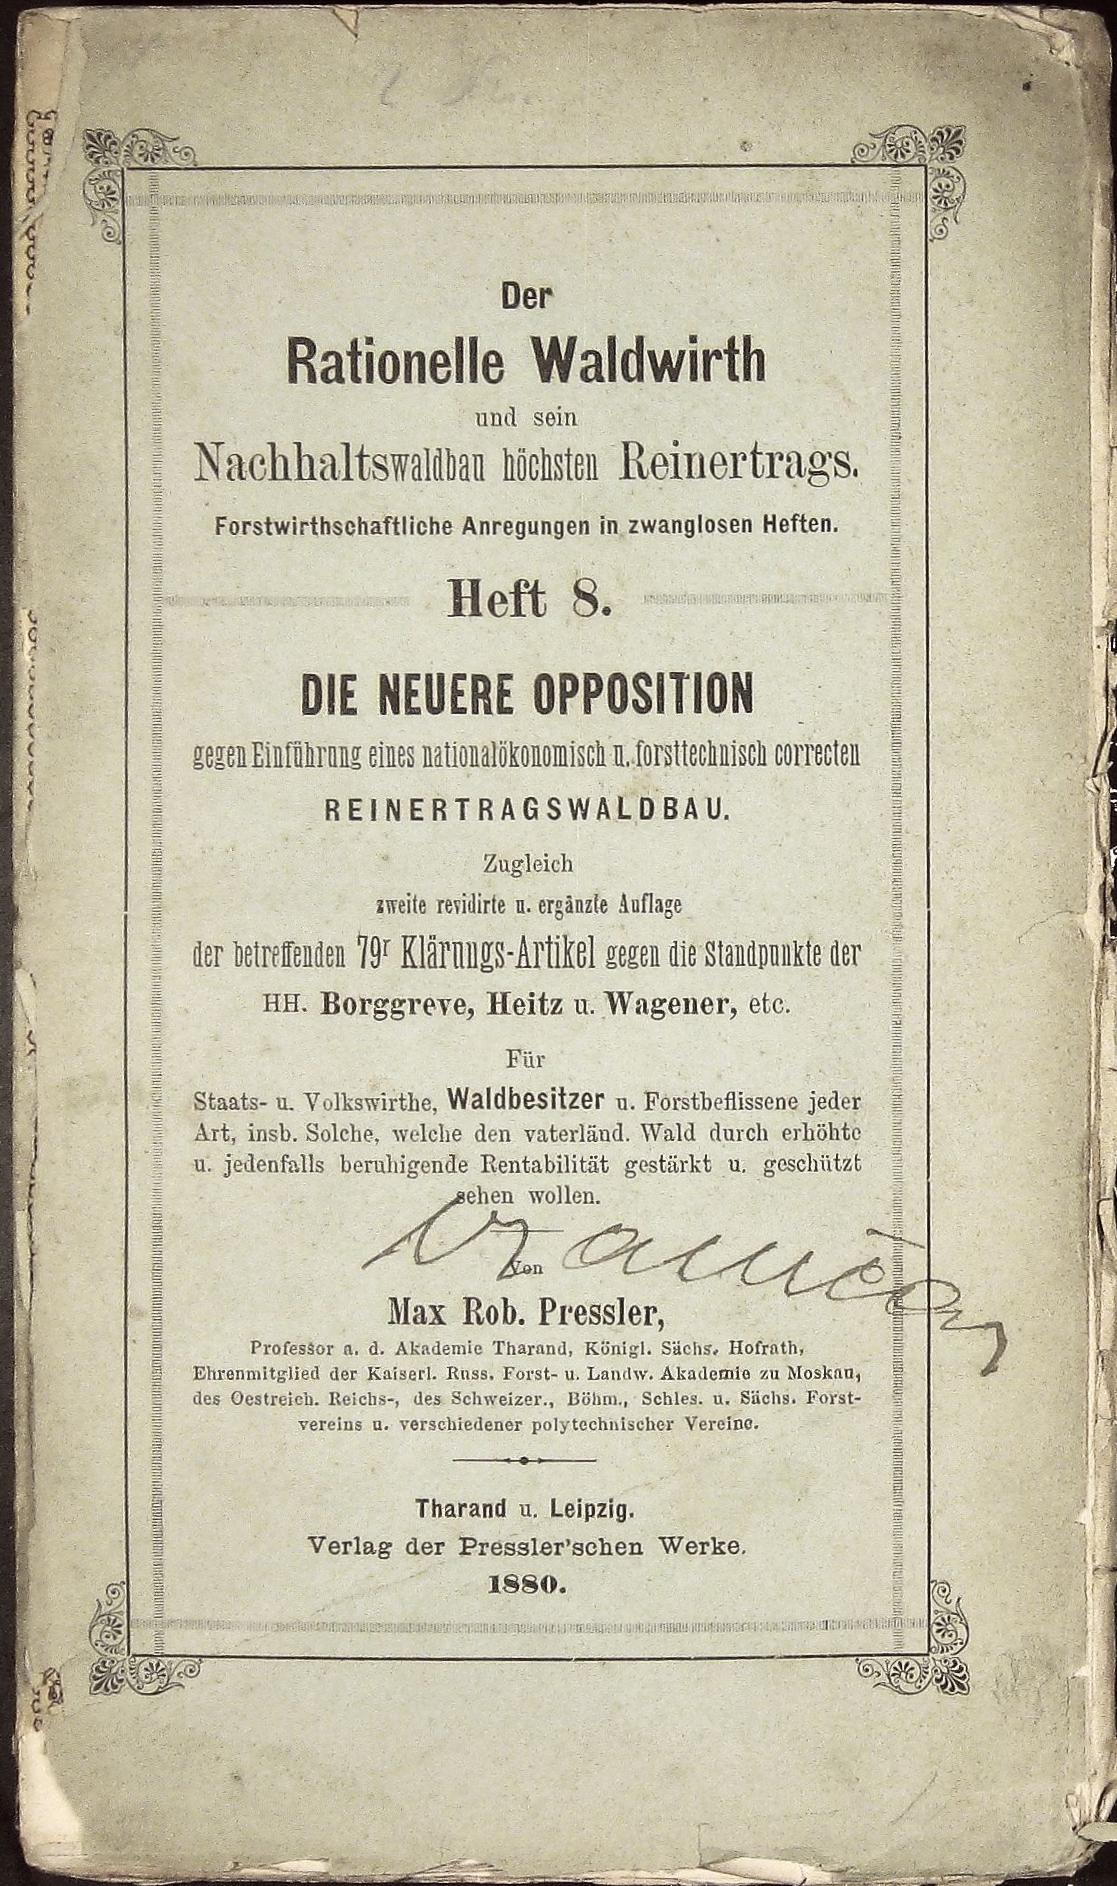 Der
Rationelle Waldwirth
und sein
Nachhaltswaldbau höchsten Reinertrags.
Forstwirthschaftliche Anregungen in zwanglosen Heften.
Heft 8.
DIE NEUERE OPPOSITION
gegen Einführung eines nationalökonomisch u. forsttechnisch correcten
REINERTRAGSWALDBAU.
Zugleich
zweite revidirte u. ergänzte Auflage
der betreffenden 79r Klärungs-Artikel gegen die Standpunkte der
HH. Borggreve, Heitz u. Wagener, etc.
Für
Staats- u. Volkswirthe, Waldbesitzer u. Forstbeflissene jeder
Art, insb. Solche, welche den vaterländ. Wald durch erhöhte
u. jedenfalls beruhigende Rentabilität gestärkt u. geschützt
sehen wollen.
Von
Max Rob. Pressler,
Professor a. d. Akademie Tharand, Königl. Sächs. Hofrath,
Ehrenmitglied der Kaiserl. Russ. Forst- u. Landw. Akademie zu Moskau,
des Oestreich. Reichs-, des Schweizer., Böhm., Schles. u. Sächs. Forst-
vereins u. verschiedener polytechnischer Vereine.
Tharand u. Leipzig.
Verlag der Pressler'schen Werke.
1880.